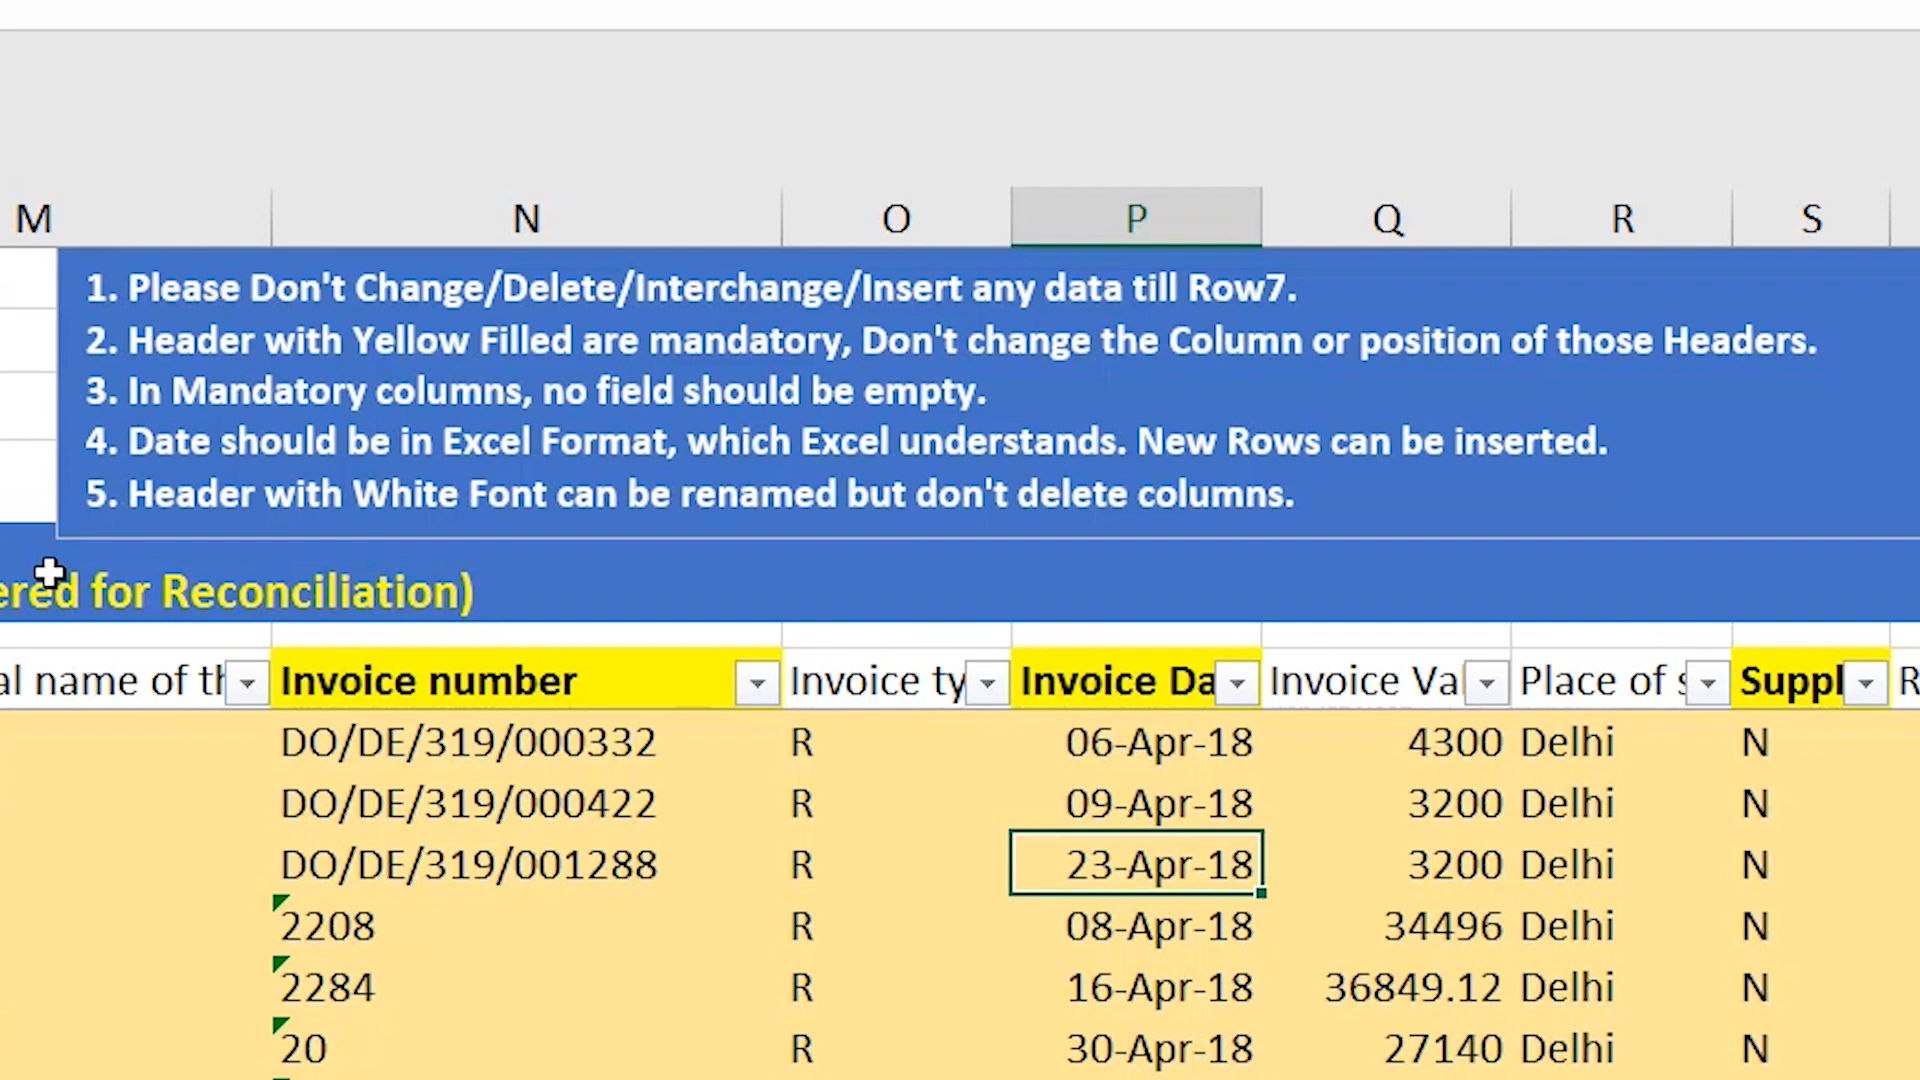 M N O P Q R S
1. Please Don't Change/Delete/Interchange/Insert any data till Row7.
2. Header with Yellow Filled are mandatory, Don't change the Column or position of those Headers.
3. In Mandatory columns, no field should be empty.
4. Date should be in Excel Format, which Excel understands. New Rows can be inserted.
5. Header with White Font can be renamed but don't delete columns.
ered for Reconciliation)
al name of th Invoice number Invoice ty Invoice Da Invoice Val Place of s Suppl R
DO/DE/319/000332 R 06-Apr-18 4300 Delhi N
DO/DE/319/000422 R 09-Apr-18 3200 Delhi N
DO/DE/319/001288 R 23-Apr-18 3200 Delhi N
2208 R 08-Apr-18 34496 Delhi N
2284 R 16-Apr-18 36849.12 Delhi N
20 R 30-Apr-18 27140 Delhi N